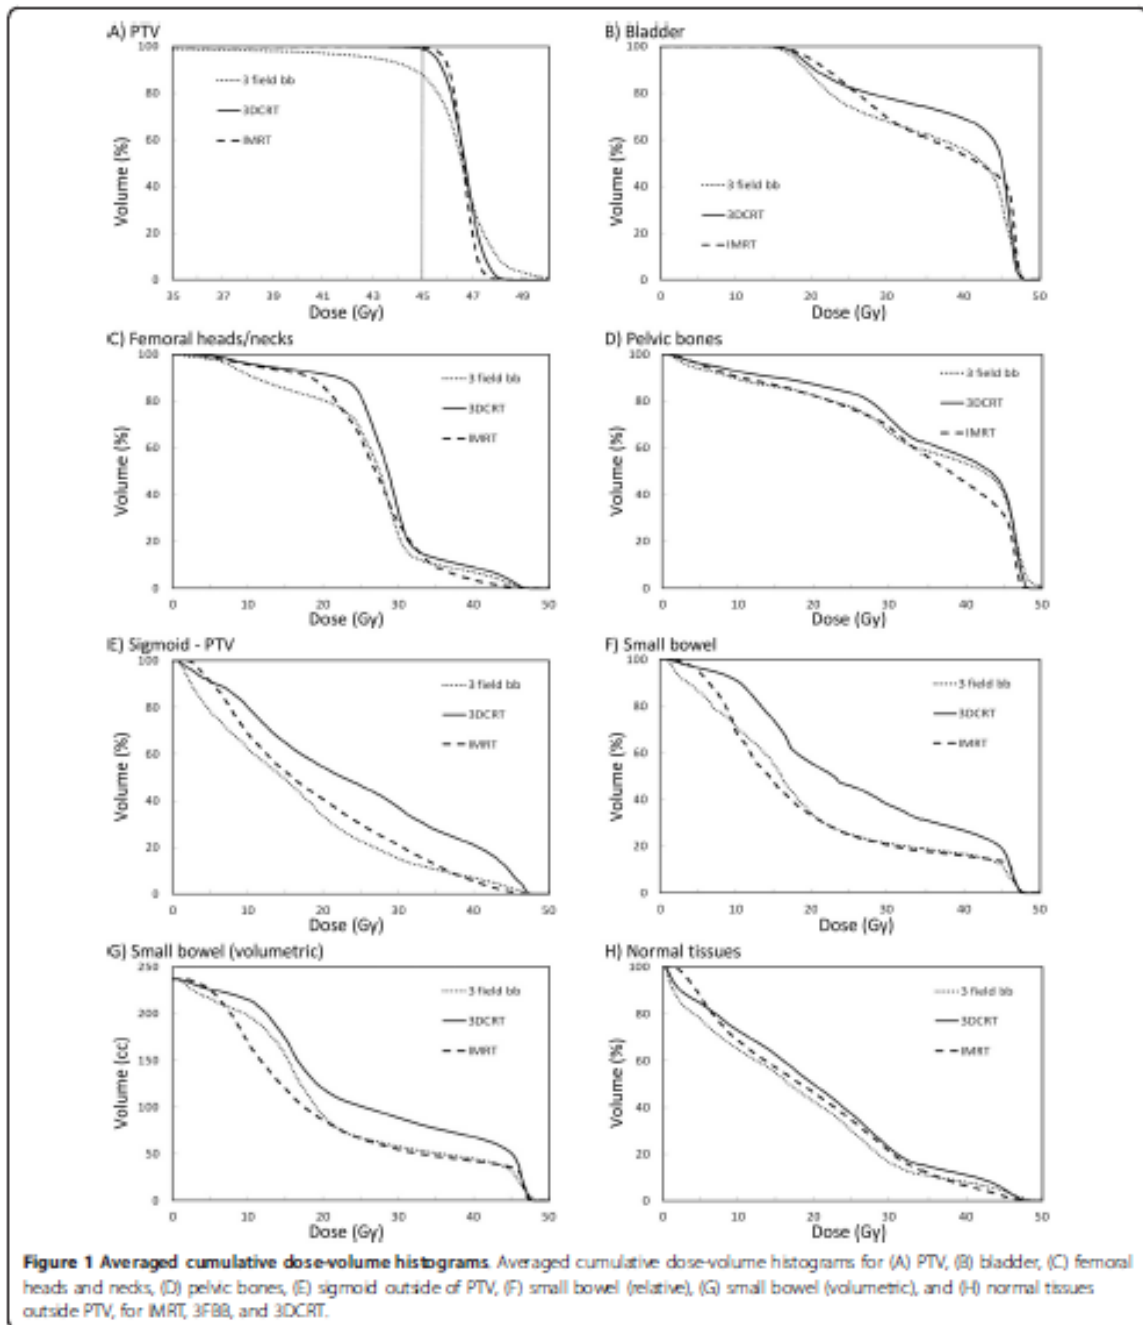 A) PTV
100
80
60
40
20
0
Volume (%)
3 field bb
3DCRT
IMRT
35 37 39 41 43 45 47 49
Dose (Gy)
B) Bladder
100
80
60
40
20
0
Volume (%)
3 field bb
3DCRT
IMRT
0 10 20 30 40 50
Dose (Gy)
C) Femoral heads/necks
100
80
60
40
20
0
Volume (%)
3 field bb
3DCRT
IMRT
0 10 20 30 40 50
Dose (Gy)
D) Pelvic bones
100
80
60
40
20
0
Volume (%)
3 field bb
3DCRT
IMRT
0 10 20 30 40 50
Dose (Gy)
E) Sigmoid - PTV
100
80
60
40
20
0
Volume (%)
3 field bb
3DCRT
IMRT
0 10 20 30 40 50
Dose (Gy)
F) Small bowel
100
80
60
40
20
0
Volume (%)
3 field bb
3DCRT
IMRT
0 10 20 30 40 50
Dose (Gy)
G) Small bowel (volumetric)
250
200
150
100
50
0
Volume (cc)
3 field bb
3DCRT
IMRT
0 10 20 30 40 50
Dose (Gy)
H) Normal tissues
100
80
60
40
20
0
Volume (%)
3 field bb
3DCRT
IMRT
0 10 20 30 40 50
Dose (Gy)
Figure 1 Averaged cumulative dose-volume histograms. Averaged cumulative dose-volume histograms for (A) PTV, (B) bladder, (C) femoral
heads and necks, (D) pelvic bones, (E) sigmoid outside of PTV, (F) small bowel (relative), (G) small bowel (volumetric), and (H) normal tissues
outside PTV, for IMRT, 3FBB, and 3DCRT.